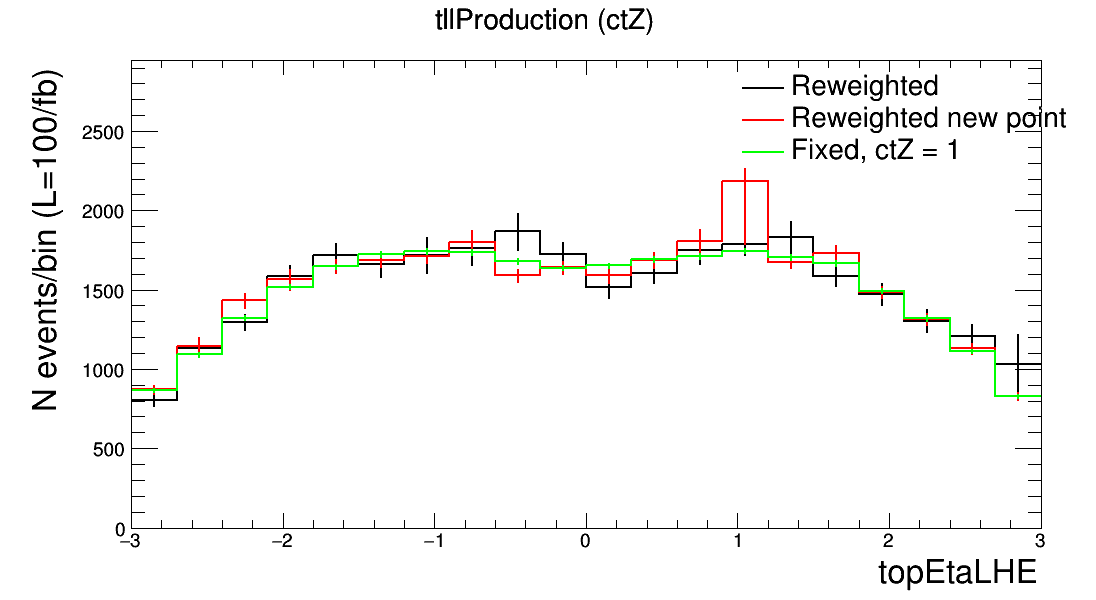 tllProduction (ctZ)
N events/bin (L=100/fb)
Reweighted
Reweighted new point
Fixed, ctZ = 1
2500
2000
1500
1000
500
0
−3 −2 −1 0 1 2 3
topEtaLHE